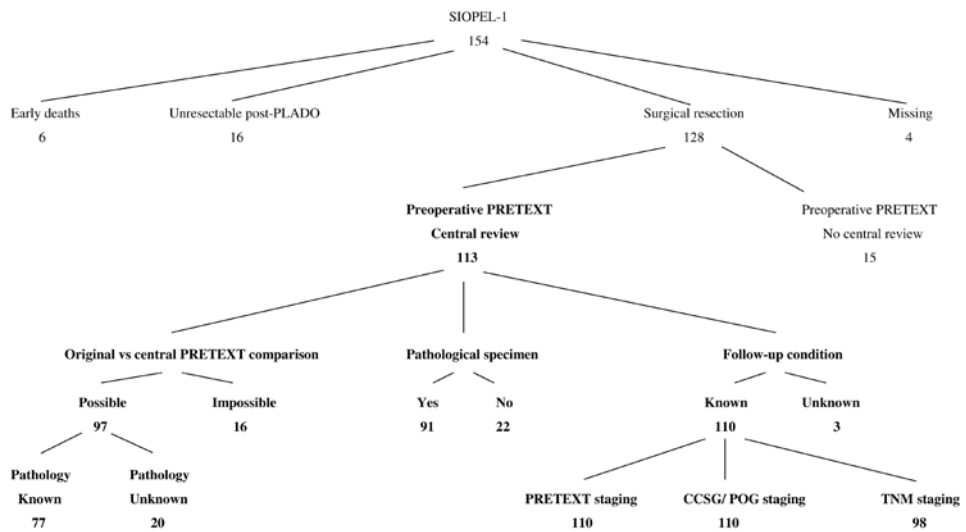 SIOPEL-1
154
Early deaths
6
Unresectable post-PLADO
16
Surgical resection
128
Missing
4
Preoperative PRETEXT
Central review
113
Preoperative PRETEXT
No central review
15
Original vs central PRETEXT comparison
Pathological specimen
Follow-up condition
Possible
97
Impossible
16
Yes
91
No
22
Known
110
Unknown
3
Pathology
Known
77
Pathology
Unknown
20
PRETEXT staging
110
CCSG/ POG staging
110
TNM staging
98